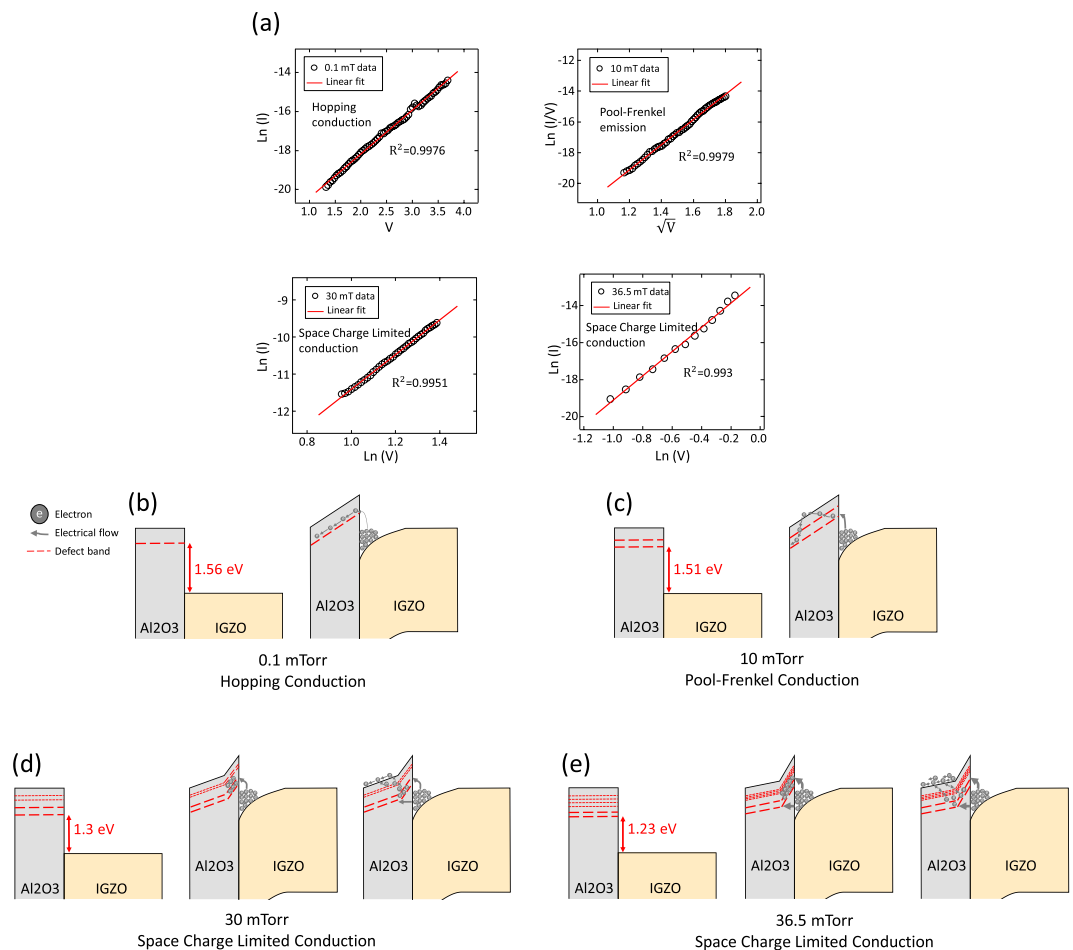 (a)
0.1 mT data
Linear fit
Hopping
conduction
R²=0.9976
Ln (I)
-14
-16
-18
-20
1.0 1.5 2.0 2.5 3.0 3.5 4.0
V
10 mT data
Linear fit
Pool-Frenkel
emission
R²=0.9979
Ln (i/V)
-12
-14
-16
-18
-20
1.0 1.2 1.4 1.6 1.8 2.0
√V
30 mT data
Linear fit
Space Charge Limited
conduction
R²=0.9951
Ln (I)
-9
-10
-11
-12
0.8 1.0 1.2 1.4
Ln (V)
36.5 mT data
Linear fit
Space Charge Limited
conduction
R²=0.993
Ln (I)
-14
-16
-18
-20
-1.2 -1.0 -0.8 -0.6 -0.4 -0.2 0.0
Ln (V)
e Electron
Electrical flow
Defect band
(b)
1.56 eV
Al2O3 IGZO
Al2O3 IGZO
0.1 mTorr
Hopping Conduction
(c)
1.51 eV
Al2O3 IGZO
Al2O3 IGZO
10 mTorr
Pool-Frenkel Conduction
(d)
1.3 eV
Al2O3 IGZO
Al2O3 IGZO
Al2O3 IGZO
30 mTorr
Space Charge Limited Conduction
(e)
1.23 eV
Al2O3 IGZO
Al2O3 IGZO
Al2O3 IGZO
36.5 mTorr
Space Charge Limited Conduction